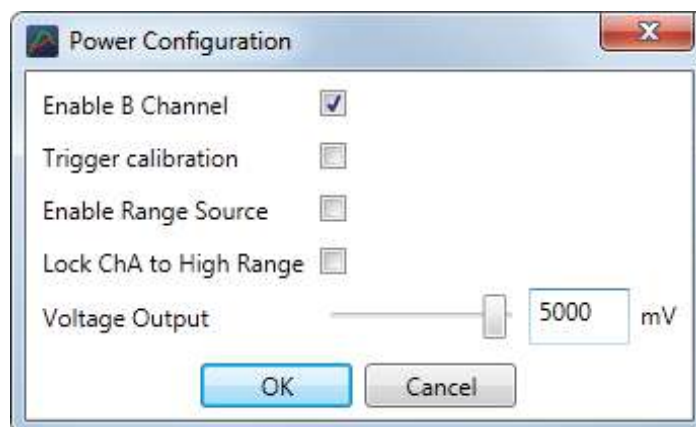 Power Configuration
Enable B Channel
Trigger calibration
Enable Range Source
Lock ChA to High Range
Voltage Output 5000 mV
OK Cancel